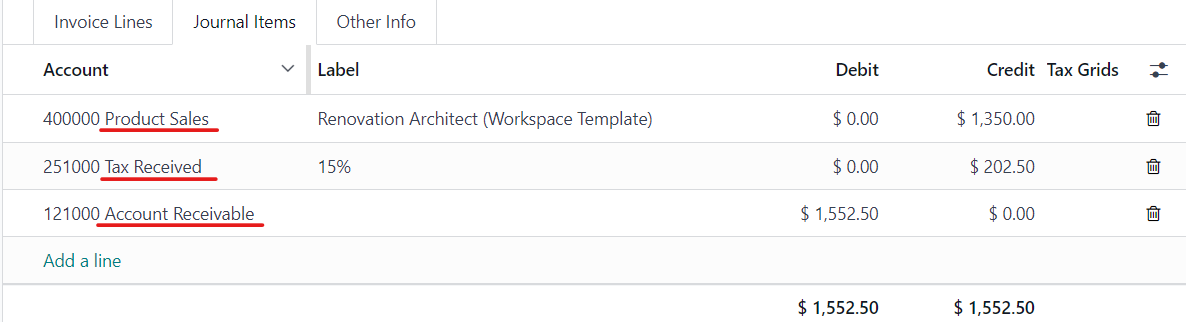 Invoice Lines Journal Items Other Info
Account Label Debit Credit Tax Grids
400000 Product Sales Renovation Architect (Workspace Template) $ 0.00 $ 1,350.00
251000 Tax Received 15% $ 0.00 $ 202.50
121000 Account Receivable $ 1,552.50 $ 0.00
Add a line
$ 1,552.50 $ 1,552.50